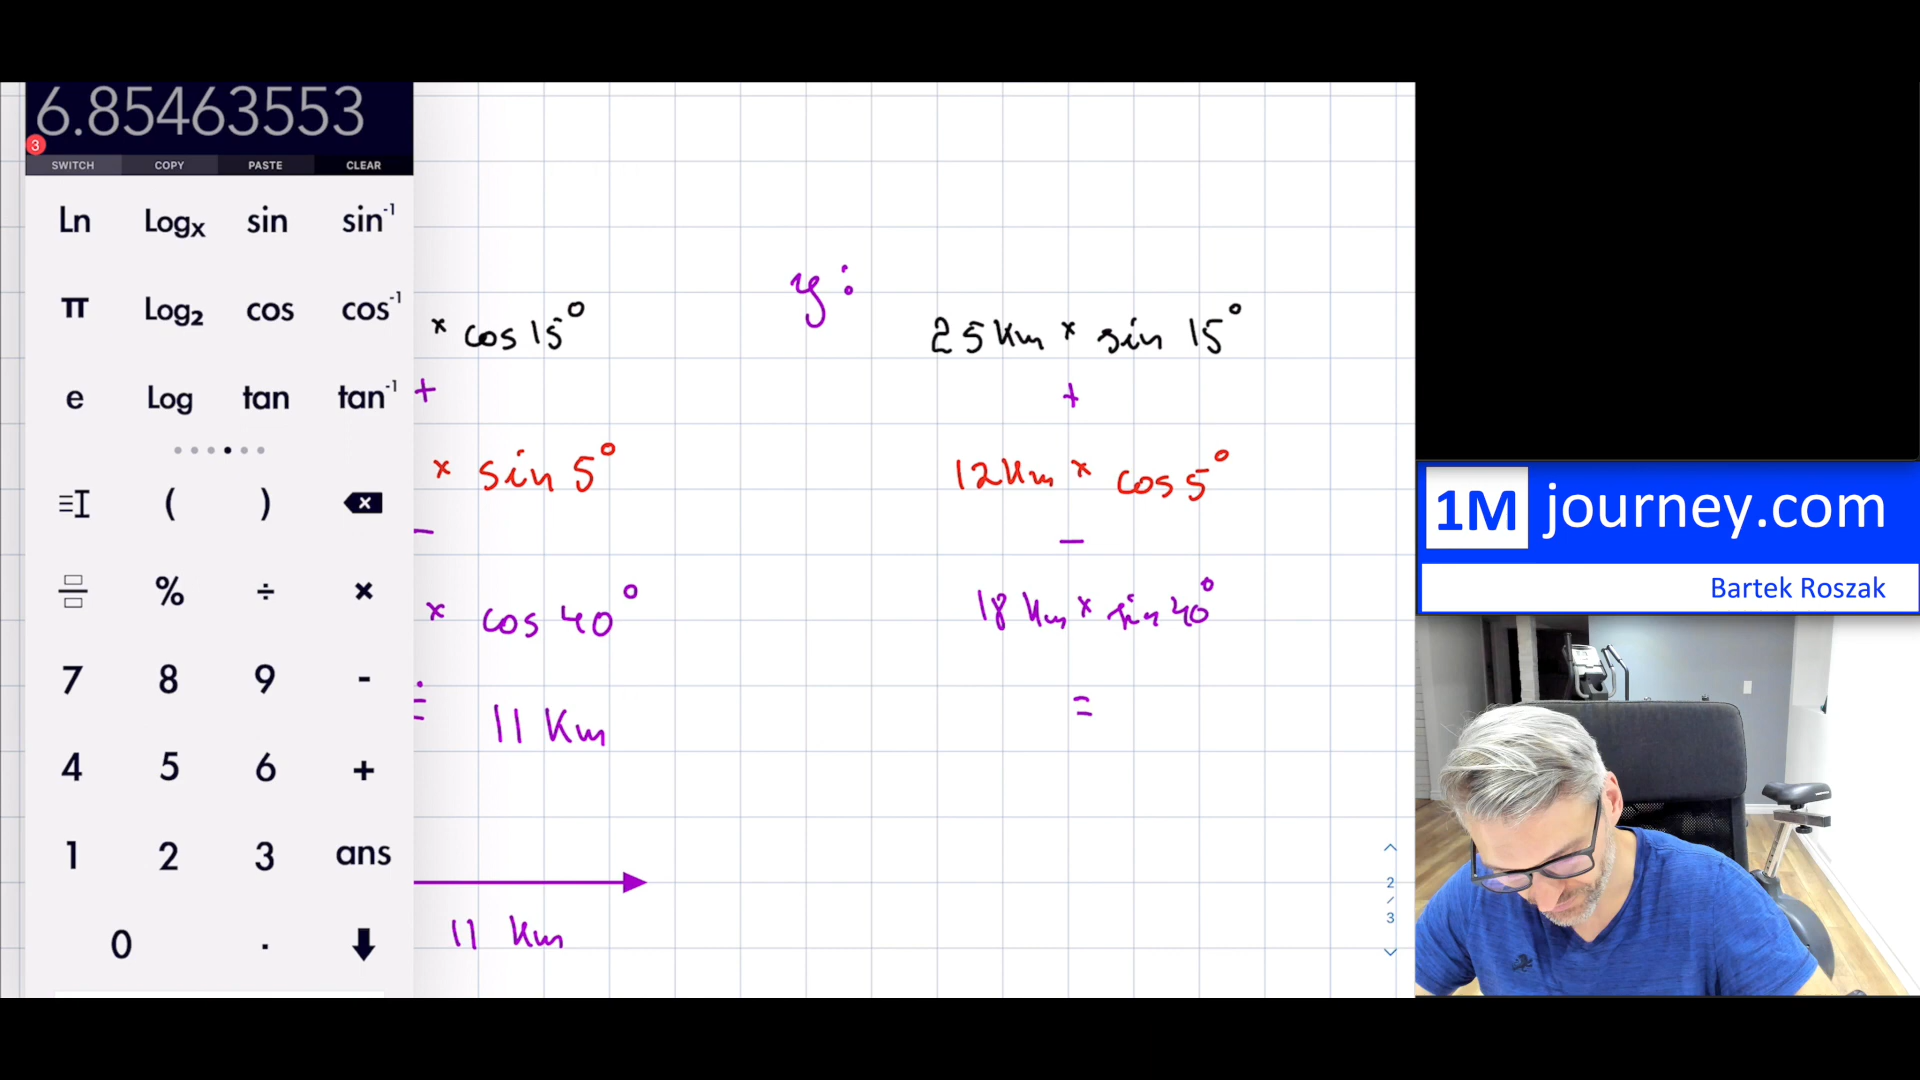 6.85463553
3
SWITCH COPY PASTE CLEAR
Ln Logx sin sin-1
π Log2 cos cos-1
e Log tan tan-1
( )
% ÷ ×
7 8 9 -
4 5 6 +
1 2 3 ans
0 .
× cos 15°
+
× sin 5°
−
× cos 40°
=
11 Km
11 Km
y:
25 Km × sin 15°
+
12 Km × cos 5°
−
18 Km × sin 40°
=
2
/
3
1M journey.com
Bartek Roszak